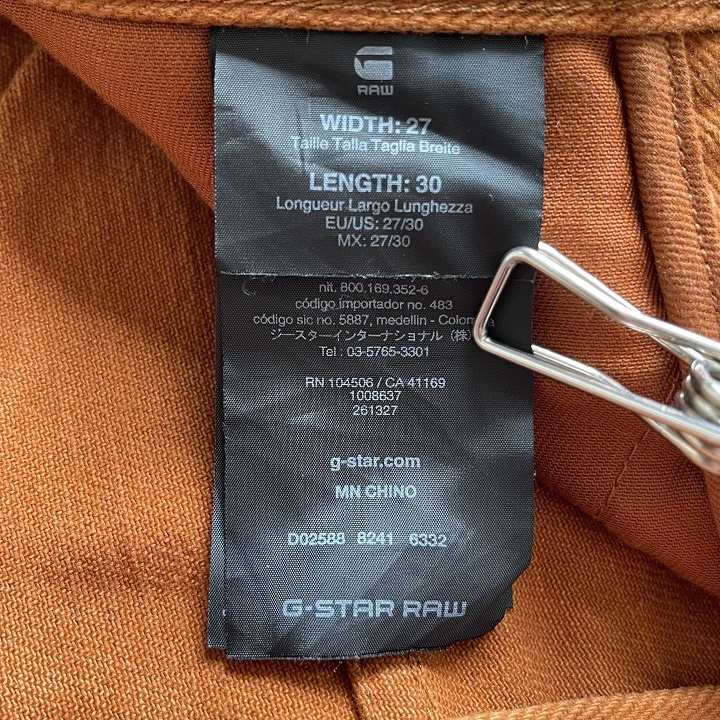 G
RAW
WIDTH: 27
Taille Talla Taglia Breite
LENGTH: 30
Longueur Largo Lunghezza
EU/US: 27/30
MX: 27/30
nit. 800.169.352-6
código importador no. 483
código sic no. 5887, medellin - Colombia
ジースターインターナショナル (株)
Tel : 03-5765-3301
RN 104506 / CA 41169
1008637
261327
g-star.com
MN CHINO
D02588 8241 6332
G-STAR RAW